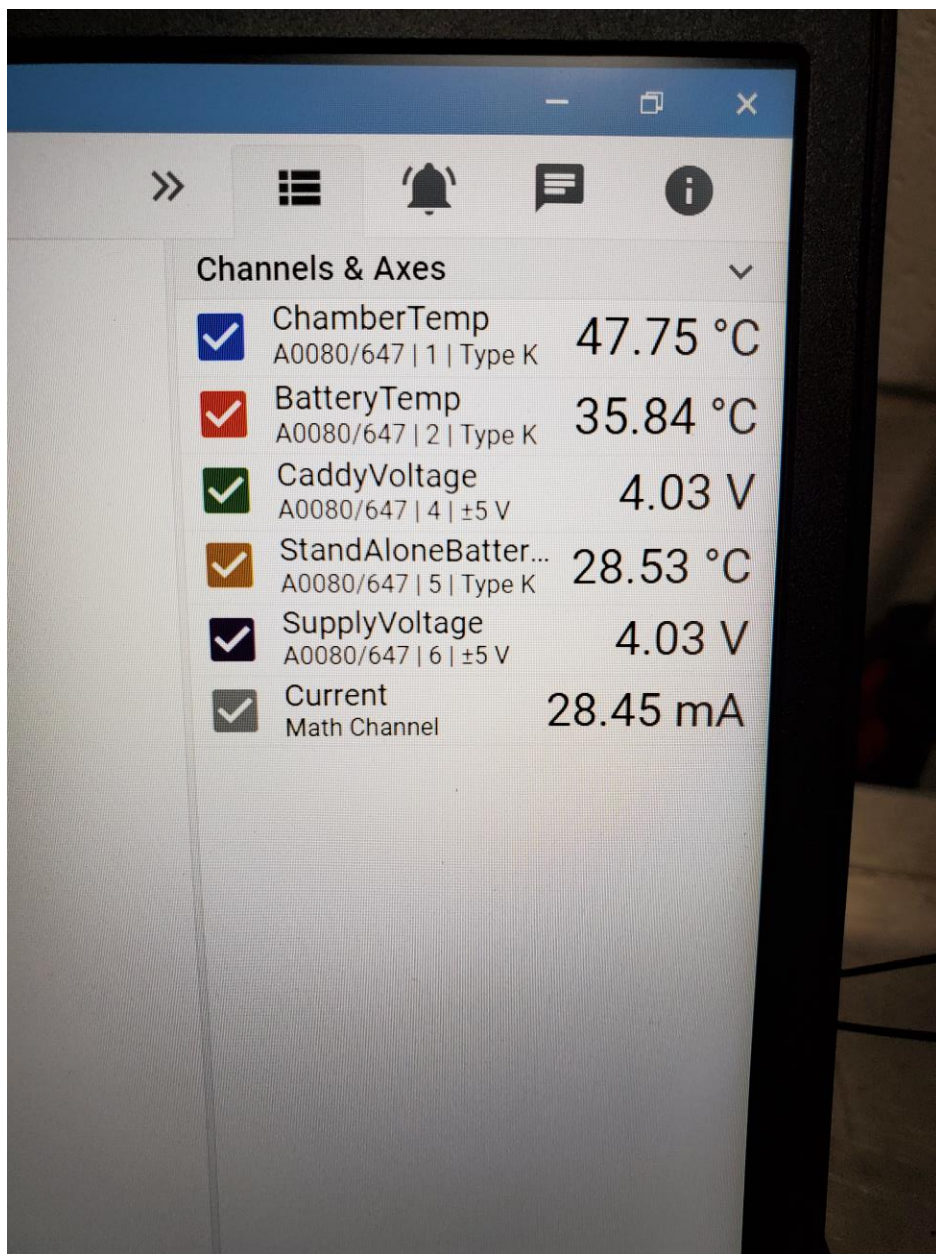 Channels & Axes
ChamberTemp
A0080/647 | 1 | Type K
47.75 °C
BatteryTemp
A0080/647 | 2 | Type K
35.84 °C
CaddyVoltage
A0080/647 | 4 | ±5 V
4.03 V
StandAloneBatter...
A0080/647 | 5 | Type K
28.53 °C
SupplyVoltage
A0080/647 | 6 | ±5 V
4.03 V
Current
Math Channel
28.45 mA